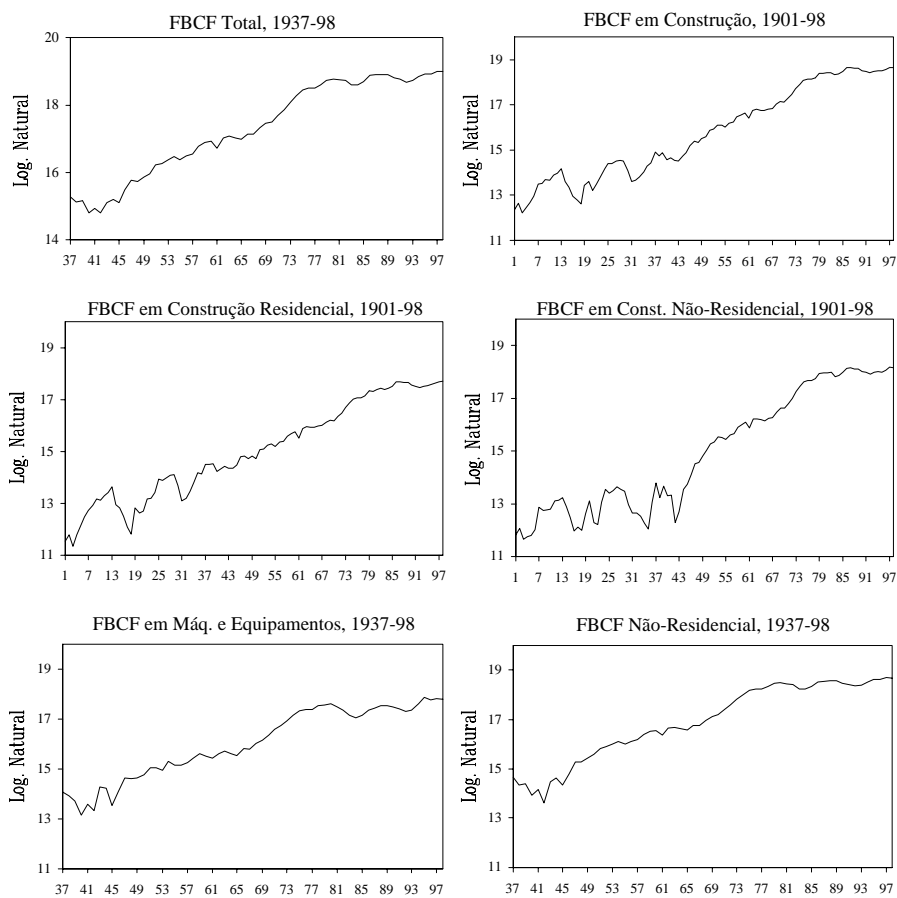 FBCF Total, 1937-98
Log. Natural
20
18
16
14
37 41 45 49 53 57 61 65 69 73 77 81 85 89 93 97
FBCF em Construção, 1901-98
Log. Natural
19
17
15
13
11
1 7 13 19 25 31 37 43 49 55 61 67 73 79 85 91 97
FBCF em Construção Residencial, 1901-98
Log. Natural
19
17
15
13
11
1 7 13 19 25 31 37 43 49 55 61 67 73 79 85 91 97
FBCF em Const. Não-Residencial, 1901-98
Log. Natural
19
17
15
13
11
1 7 13 19 25 31 37 43 49 55 61 67 73 79 85 91 97
FBCF em Máq. e Equipamentos, 1937-98
Log. Natural
19
17
15
13
11
37 41 45 49 53 57 61 65 69 73 77 81 85 89 93 97
FBCF Não-Residencial, 1937-98
Log. Natural
19
17
15
13
11
37 41 45 49 53 57 61 65 69 73 77 81 85 89 93 97